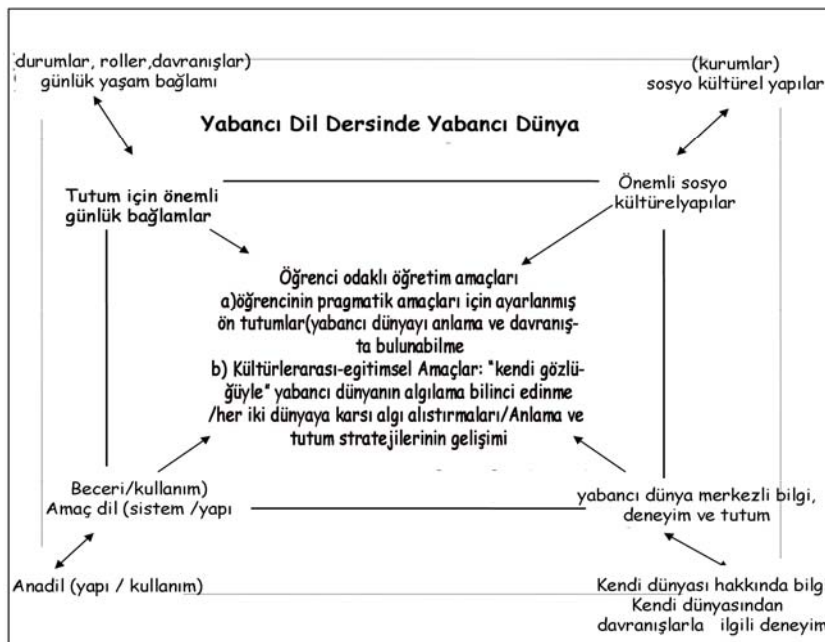 (durumlar, roller,davranışlar)
günlük yaşam bağlamı
(kurumlar)
sosyo kültürel yapılar
Yabancı Dil Dersinde Yabancı Dünya
Tutum için önemli
günlük bağlamlar
Önemli sosyo
kültürelyapılar
Öğrenci odaklı öğretim amaçları
a)öğrencinin pragmatik amaçları için ayarlanmış
ön tutumlar(yabancı dünyayı anlama ve davranış-
ta bulunabilme
b) Kültürlerarası-egitimsel Amaçlar: "kendi gözlü-
ğüyle" yabancı dünyanın algılama bilinci edinme
/her iki dünyaya karsı algı alıstırmaları/Anlama ve
tutum stratejilerinin gelişimi
Beceri/kullanım)
Amaç dil (sistem /yapı
yabancı dünya merkezli bilgi,
deneyim ve tutum
Anadil (yapı / kullanım)
Kendi dünyası hakkında bilg
Kendi dünyasından
davranışlarla ilgili deneyim